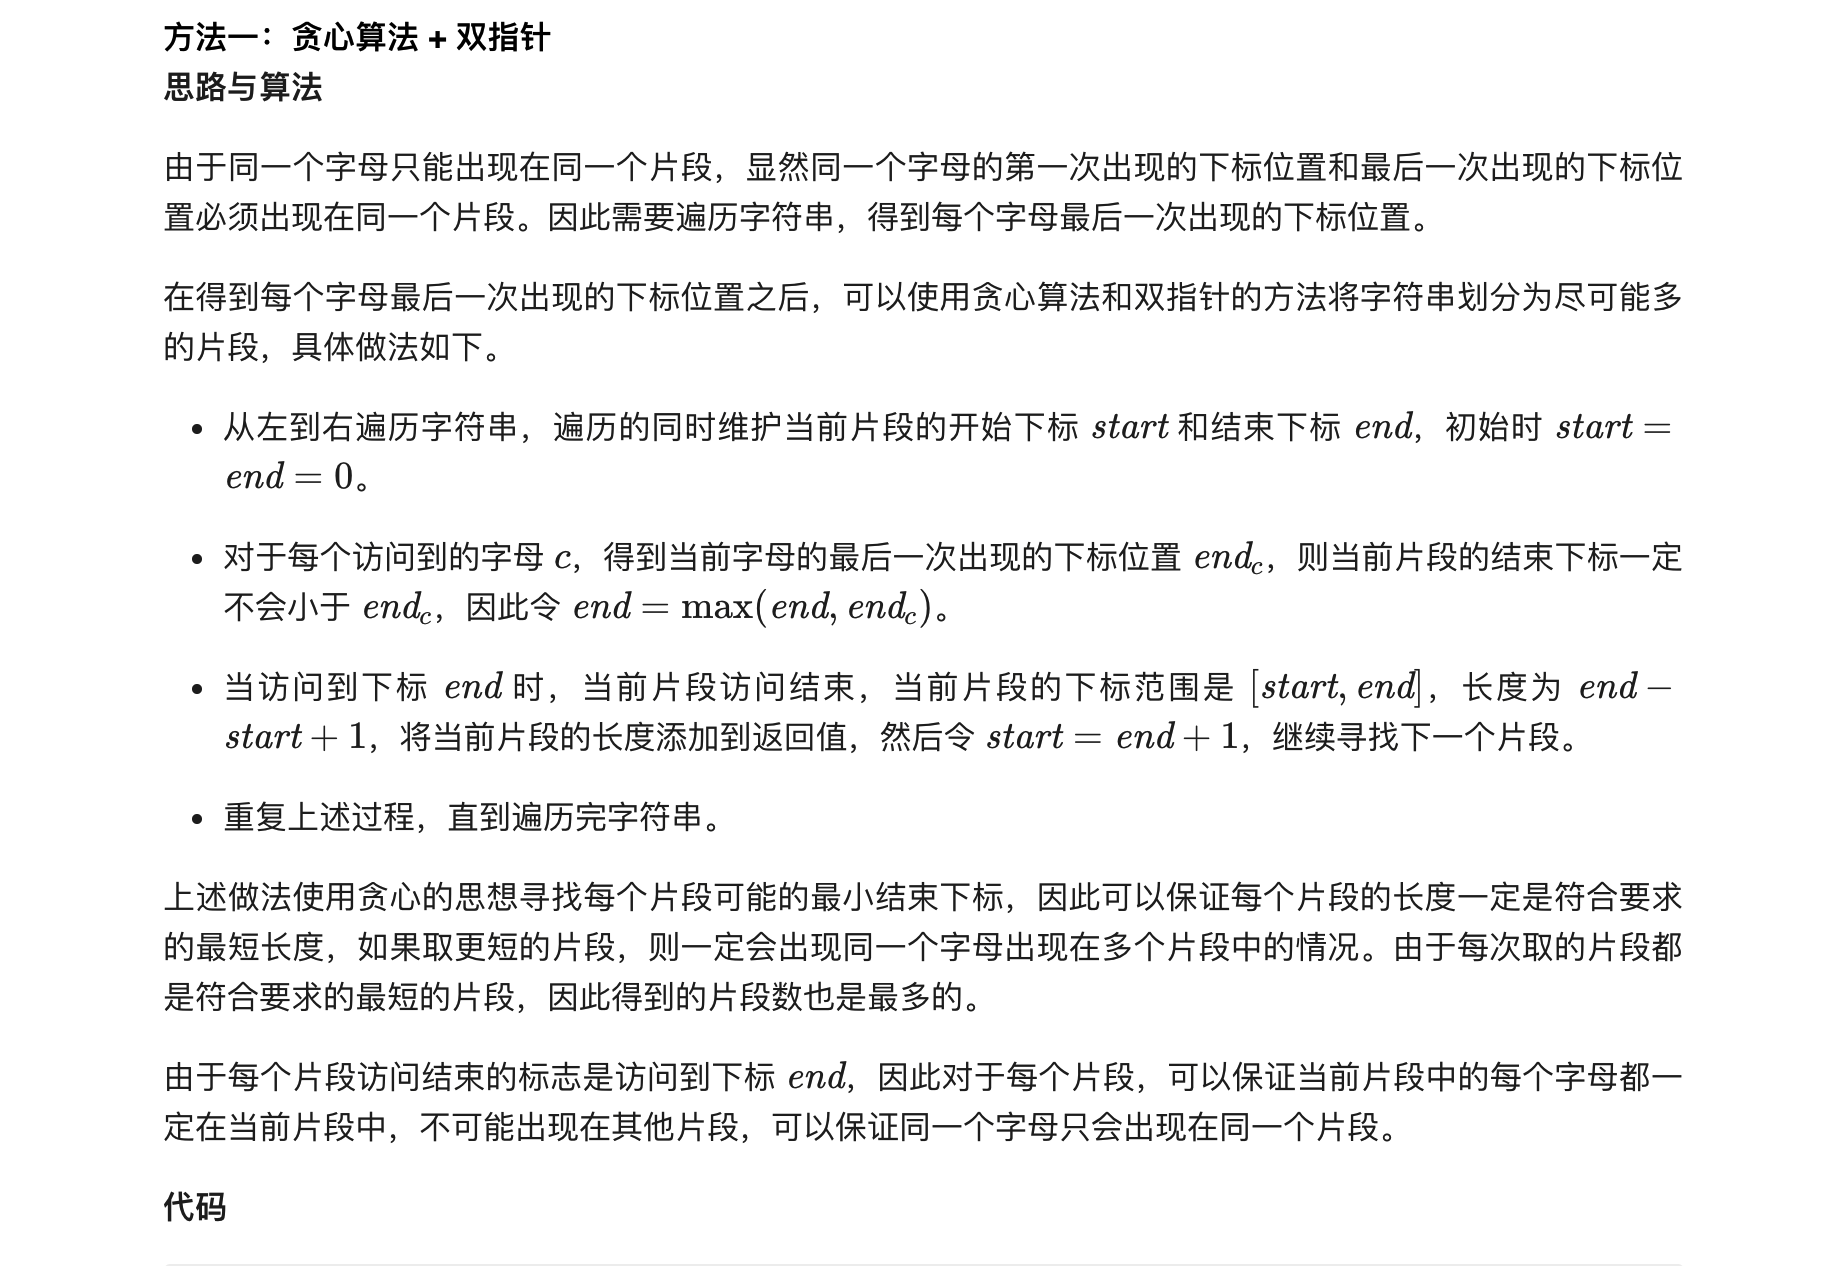 方法一：贪心算法 + 双指针
思路与算法
由于同一个字母只能出现在同一个片段，显然同一个字母的第一次出现的下标位置和最后一次出现的下标位
置必须出现在同一个片段。因此需要遍历字符串，得到每个字母最后一次出现的下标位置。
在得到每个字母最后一次出现的下标位置之后，可以使用贪心算法和双指针的方法将字符串划分为尽可能多
的片段，具体做法如下。
• 从左到右遍历字符串，遍历的同时维护当前片段的开始下标 start 和结束下标 end，初始时 start =
end = 0。
• 对于每个访问到的字母 c，得到当前字母的最后一次出现的下标位置 end_c，则当前片段的结束下标一定
不会小于 end_c，因此令 end = max(end, end_c)。
• 当访问到下标 end 时，当前片段访问结束，当前片段的下标范围是 [start, end]，长度为 end −
start + 1，将当前片段的长度添加到返回值，然后令 start = end + 1，继续寻找下一个片段。
• 重复上述过程，直到遍历完字符串。
上述做法使用贪心的思想寻找每个片段可能的最小结束下标，因此可以保证每个片段的长度一定是符合要求
的最短长度，如果取更短的片段，则一定会出现同一个字母出现在多个片段中的情况。由于每次取的片段都
是符合要求的最短的片段，因此得到的片段数也是最多的。
由于每个片段访问结束的标志是访问到下标 end，因此对于每个片段，可以保证当前片段中的每个字母都一
定在当前片段中，不可能出现在其他片段，可以保证同一个字母只会出现在同一个片段。
代码